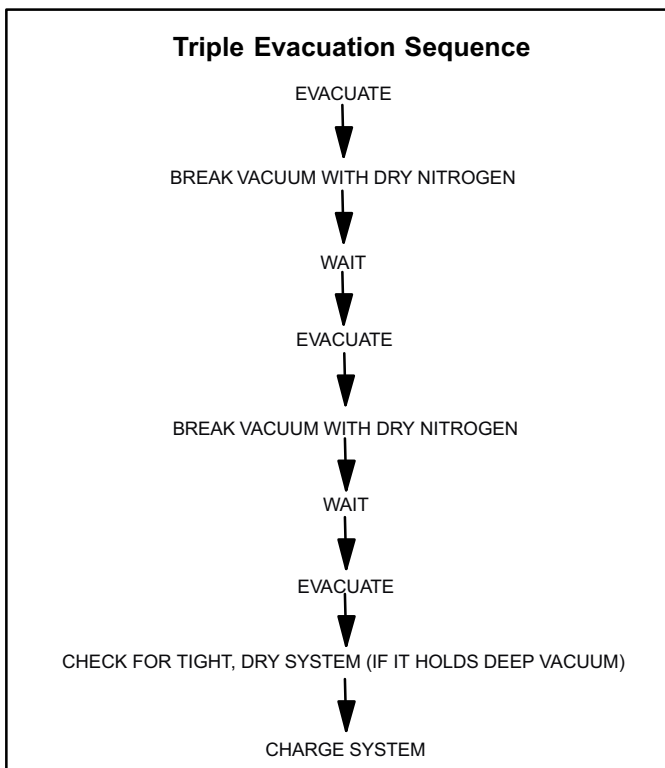 Triple Evacuation Sequence
EVACUATE
BREAK VACUUM WITH DRY NITROGEN
WAIT
EVACUATE
BREAK VACUUM WITH DRY NITROGEN
WAIT
EVACUATE
CHECK FOR TIGHT, DRY SYSTEM (IF IT HOLDS DEEP VACUUM)
CHARGE SYSTEM